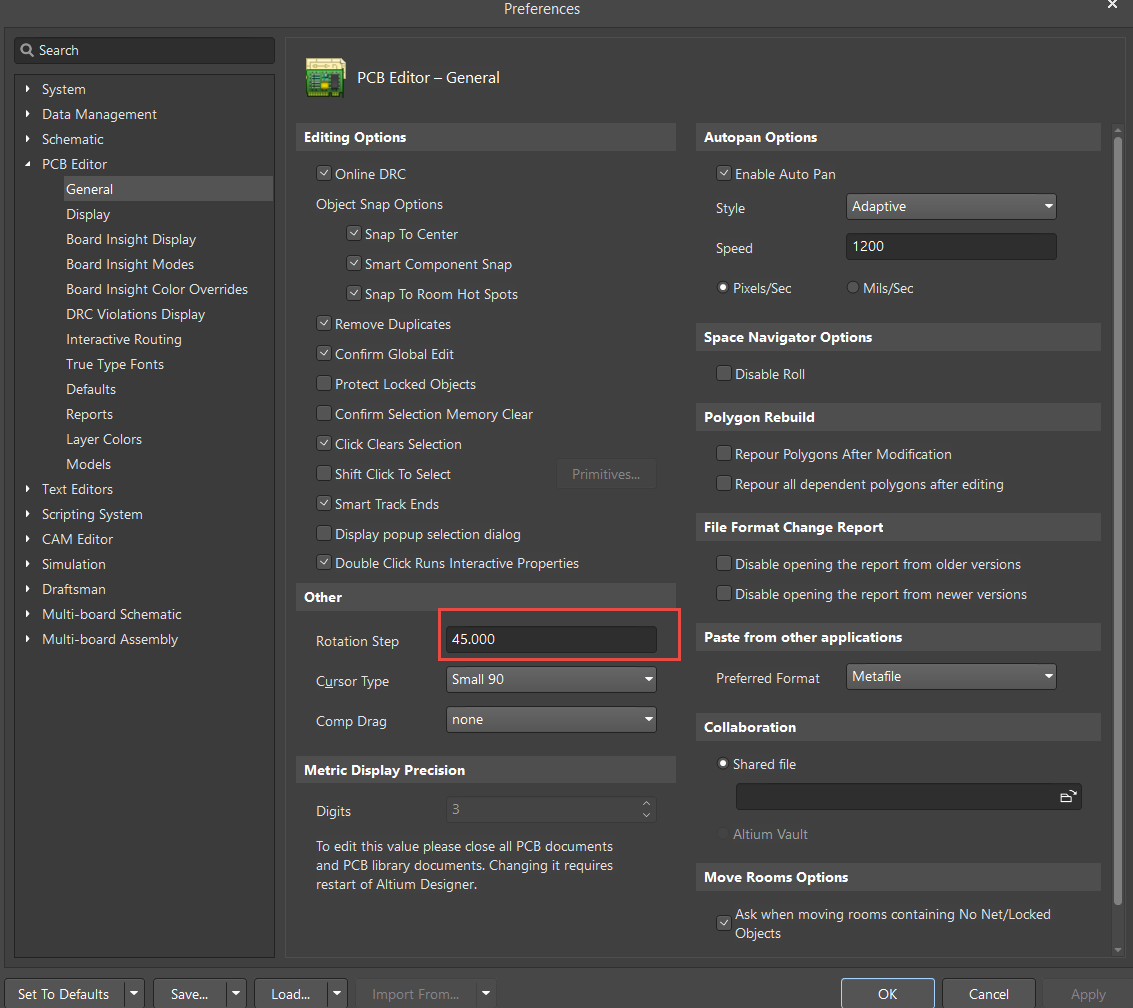 Preferences
Search
System
Data Management
Schematic
PCB Editor
General
Display
Board Insight Display
Board Insight Modes
Board Insight Color Overrides
DRC Violations Display
Interactive Routing
True Type Fonts
Defaults
Reports
Layer Colors
Models
Text Editors
Scripting System
CAM Editor
Simulation
Draftsman
Multi-board Schematic
Multi-board Assembly
PCB Editor – General
Editing Options
Online DRC
Object Snap Options
Snap To Center
Smart Component Snap
Snap To Room Hot Spots
Remove Duplicates
Confirm Global Edit
Protect Locked Objects
Confirm Selection Memory Clear
Click Clears Selection
Shift Click To Select Primitives...
Smart Track Ends
Display popup selection dialog
Double Click Runs Interactive Properties
Other
Rotation Step 45.000
Cursor Type Small 90
Comp Drag none
Metric Display Precision
Digits 3
To edit this value please close all PCB documents
and PCB library documents. Changing it requires
restart of Altium Designer.
Autopan Options
Enable Auto Pan
Style Adaptive
Speed 1200
Pixels/Sec Mils/Sec
Space Navigator Options
Disable Roll
Polygon Rebuild
Repour Polygons After Modification
Repour all dependent polygons after editing
File Format Change Report
Disable opening the report from older versions
Disable opening the report from newer versions
Paste from other applications
Preferred Format Metafile
Collaboration
Shared file
Altium Vault
Move Rooms Options
Ask when moving rooms containing No Net/Locked
Objects
Set To Defaults Save... Load... Import From... OK Cancel Apply